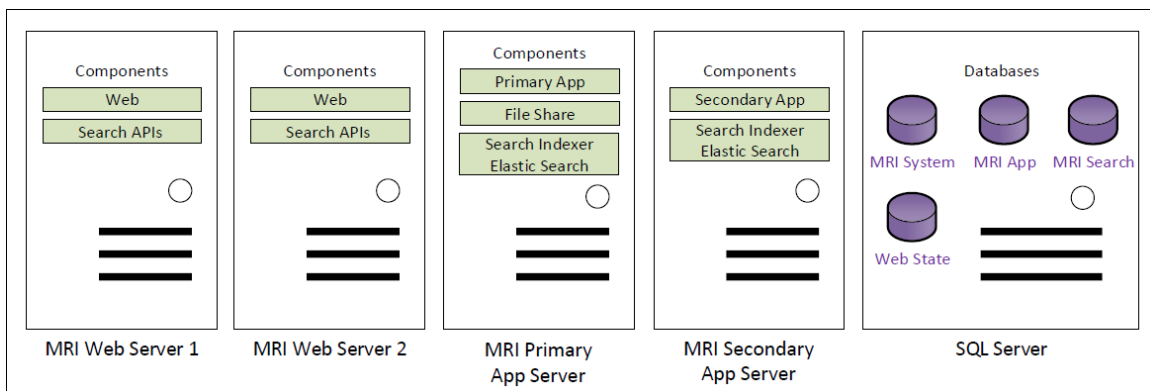 Components
Web
Search APIs
MRI Web Server 1
Components
Web
Search APIs
MRI Web Server 2
Components
Primary App
File Share
Search Indexer
Elastic Search
MRI Primary
App Server
Components
Secondary App
Search Indexer
Elastic Search
MRI Secondary
App Server
Databases
MRI System
MRI App
MRI Search
Web State
SQL Server